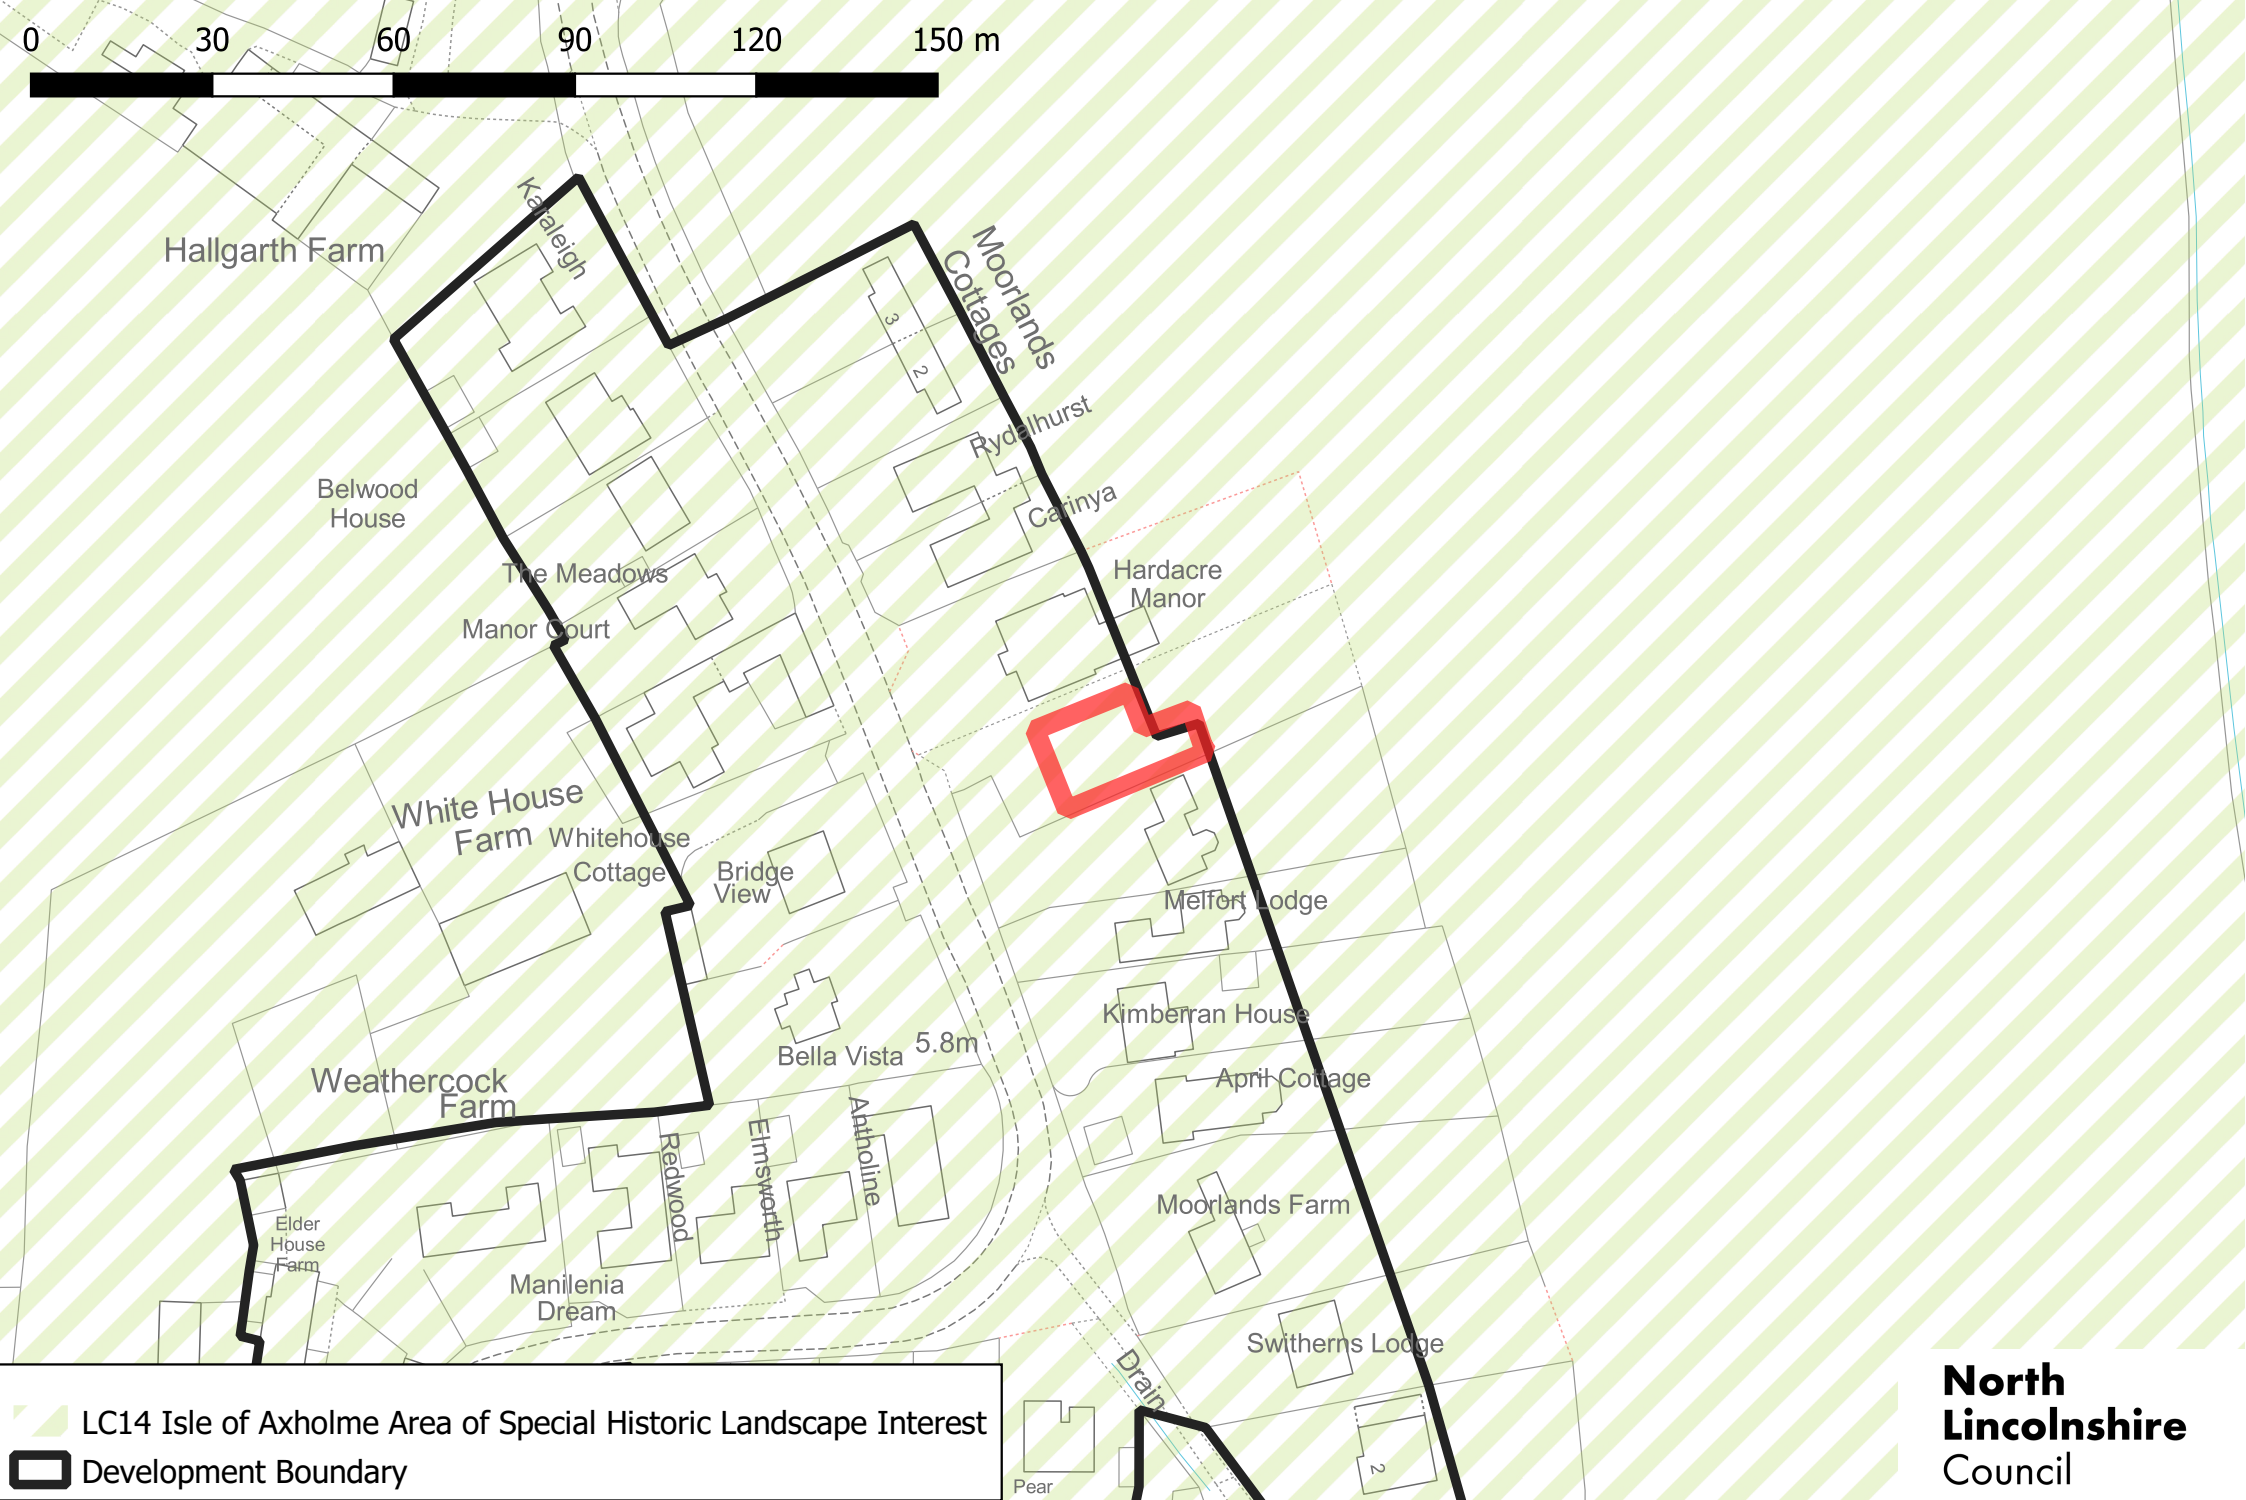 0 30 60 90 120 150 m
Karaleigh
Hallgarth Farm
Moorlands
Cottages
3
2
Rydalhurst
Belwood
House
Carinya
The Meadows
Hardacre
Manor
Manor Court
White House
Farm
Whitehouse
Cottage
Bridge
View
Melfort Lodge
Kimberran House
Bella Vista
5.8m
Weathercock
Farm
April Cottage
Redwood
Elmsworth
Antholine
Moorlands Farm
Elder
House
Farm
Manilenia
Dream
Switherns Lodge
Drain
2
Pear
LC14 Isle of Axholme Area of Special Historic Landscape Interest
Development Boundary
North
Lincolnshire
Council